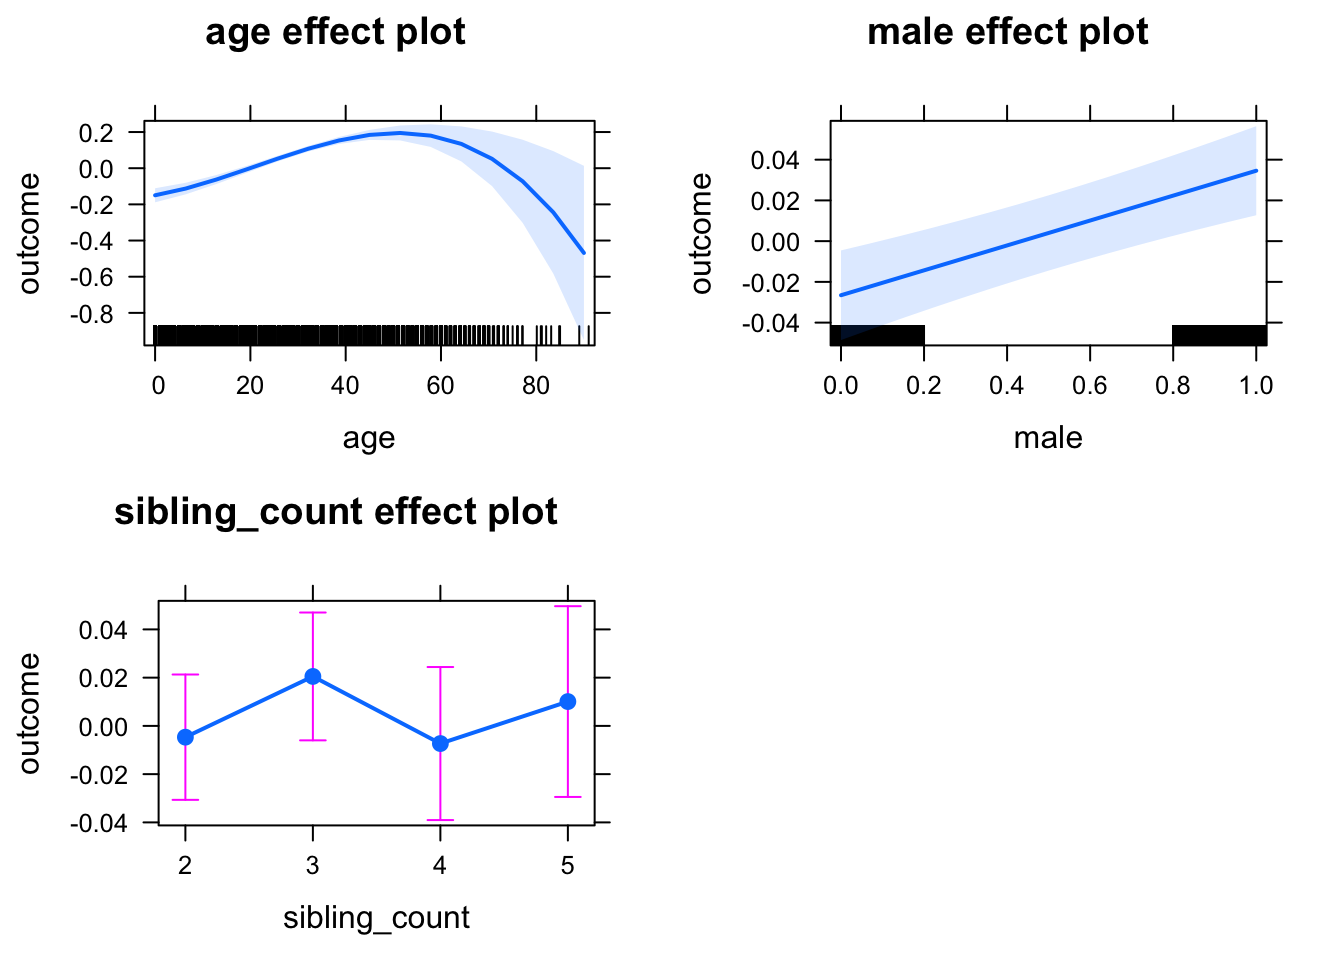 age effect plot
outcome
0.2
0.0
-0.2
-0.4
-0.6
-0.8
0 20 40 60 80
age
male effect plot
outcome
0.04
0.02
0.00
-0.02
-0.04
0.0 0.2 0.4 0.6 0.8 1.0
male
sibling_count effect plot
outcome
0.04
0.02
0.00
-0.02
-0.04
2 3 4 5
sibling_count